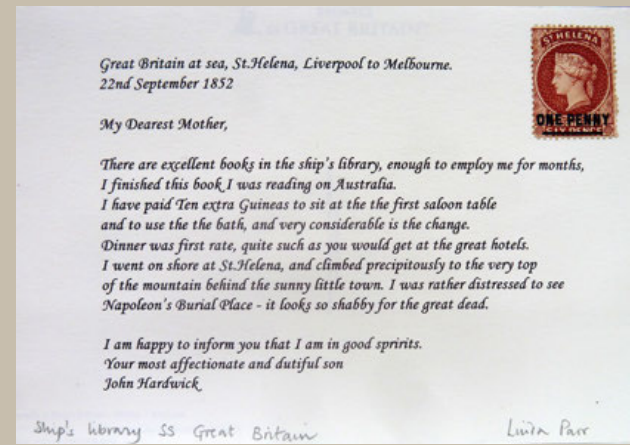 Great Britain at sea, St.Helena, Liverpool to Melbourne.
22nd September 1852
ST HELENA
ONE PENNY
SIX PENCE
My Dearest Mother,
There are excellent books in the ship's library, enough to employ me for months,
I finished this book I was reading on Australia.
I have paid Ten extra Guineas to sit at the the first saloon table
and to use the the bath, and very considerable is the change.
Dinner was first rate, quite such as you would get at the great hotels.
I went on shore at St.Helena, and climbed precipitously to the very top
of the mountain behind the sunny little town. I was rather distressed to see
Napoleon's Burial Place - it looks so shabby for the great dead.
I am happy to inform you that I am in good spririts.
Your most affectionate and dutiful son
John Hardwick
Ship's library SS Great Britain
Linda Parr